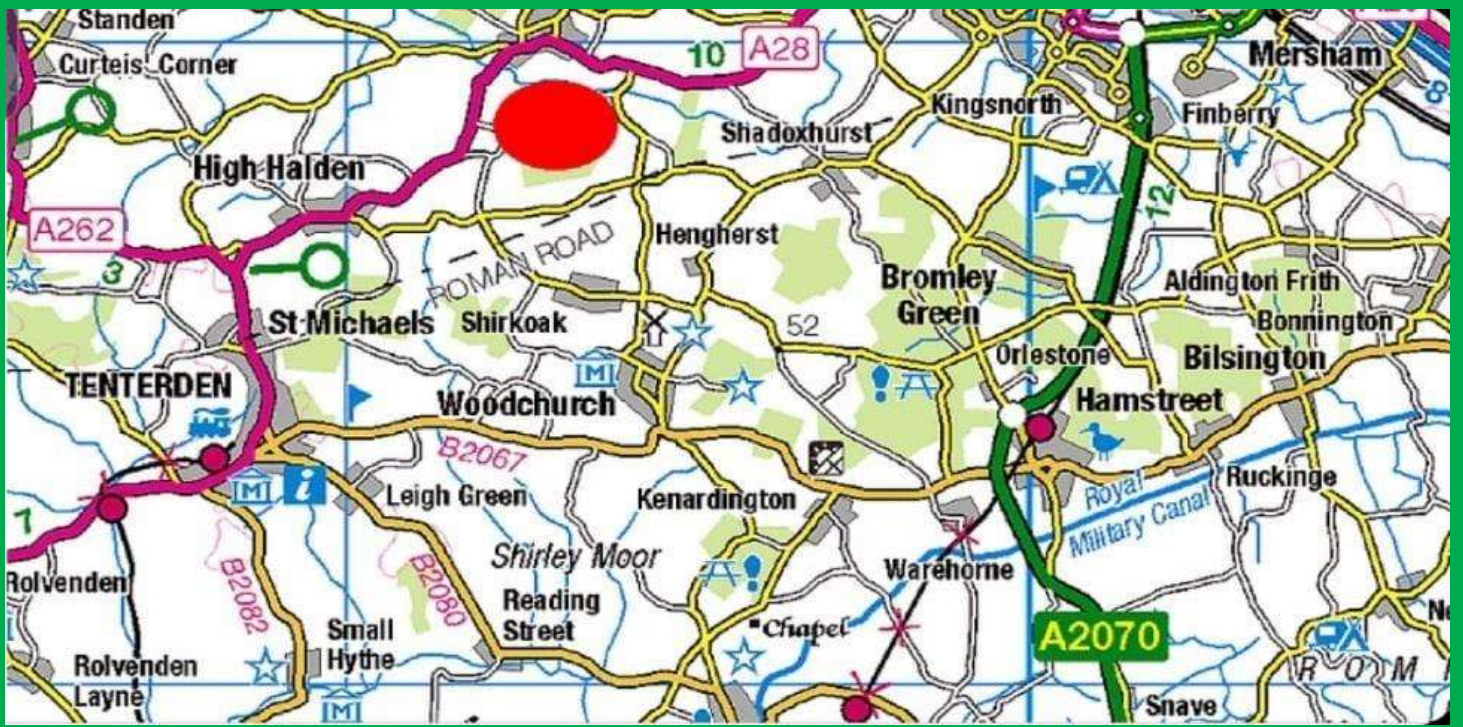 Standen
Curteis' Corner
10
A28
Mersham
8
Kingsnorth
Finberry
Shadoxhurst
High Halden
12
A262
3
Hengherst
ROMAN ROAD
Bromley
Green
Aldington Frith
St Michaels
Shirkoak
52
Bonnington
Orlestone
Bilsington
TENTERDEN
M
Woodchurch
Hamstreet
B2067
M
i
Leigh Green
Kenardington
Royal
Military Canal
Ruckinge
7
Shirley Moor
Rolvenden
B2082
B2080
Warehorne
Reading
Street
Chapel
A2070
Small
Hythe
Rolvenden
Layne
M
R O M
Snave